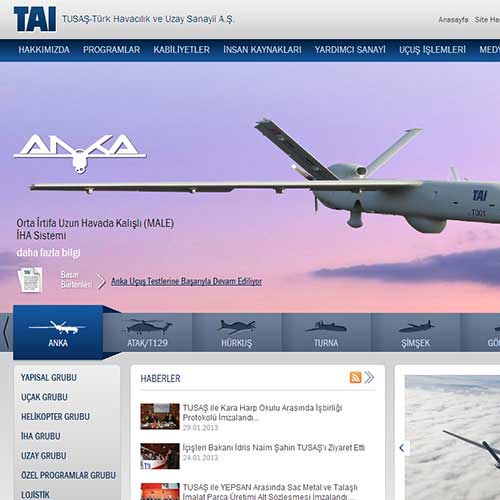 TAI TUSAŞ-Türk Havacılık ve Uzay Sanayii A.Ş.
Anasayfa Site
HAKKIMIZDA PROGRAMLAR KABİLİYETLER İNSAN KAYNAKLARI YARDIMCI SANAYİ UÇUŞ İŞLEMLERİ
ANKA
TAI
T001
Orta İrtifa Uzun Havada Kalışlı (MALE)
İHA Sistemi
daha fazla bilgi
Basın
Bültenleri
Anka Uçuş Testlerine Başarıyla Devam Ediliyor
ANKA ATAK/T129 HÜRKUŞ TURNA ŞİMŞEK
YAPISAL GRUBU
UÇAK GRUBU
HELİKOPTER GRUBU
İHA GRUBU
UZAY GRUBU
ÖZEL PROGRAMLAR GRUBU
LOJİSTİK
HABERLER
TUSAŞ ile Kara Harp Okulu Arasında İşbirliği
Protokolü İmzalandı...
29.01.2013
İçişleri Bakanı İdris Naim Şahin TUSAŞ'ı Ziyaret Etti
24.01.2013
TUSAŞ ile YEPSAN Arasında Sac Metal ve Talaşlı
İmalat Parça Üretimi Alt Sözleşmesi İmzalandı...